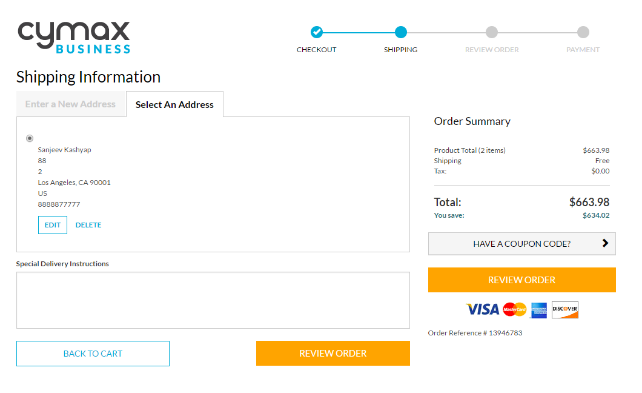 cymax
BUSINESS
CHECKOUT
SHIPPING
REVIEW ORDER
PAYMENT
Shipping Information
Enter a New Address
Select An Address
Sanjeev Kashyap
88
2
Los Angeles, CA 90001
US
8888877777
EDIT
DELETE
Special Delivery Instructions
BACK TO CART
REVIEW ORDER
Order Summary
Product Total (2 items) $663.98
Shipping Free
Tax: $0.00
Total: $663.98
You save: $634.02
HAVE A COUPON CODE?
REVIEW ORDER
VISA MasterCard AMERICAN EXPRESS DISCOVER
Order Reference # 13946783